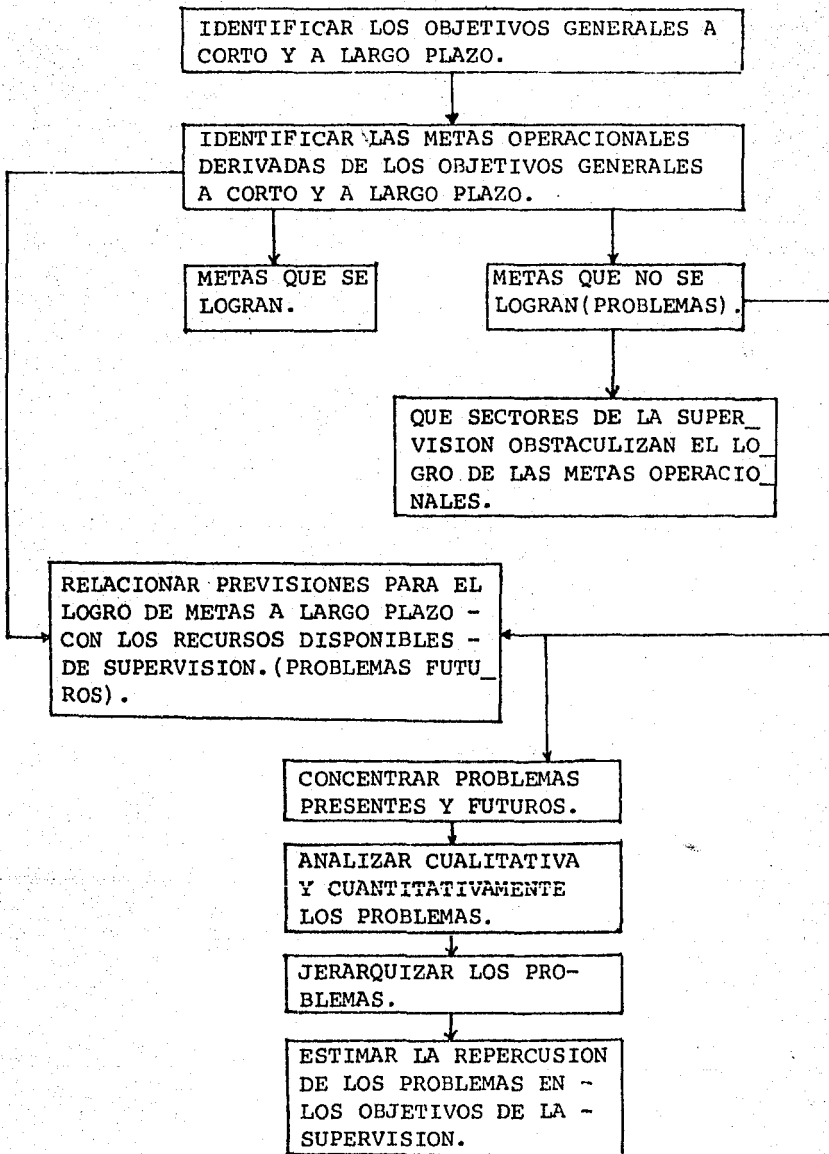 IDENTIFICAR LOS OBJETIVOS GENERALES A
CORTO Y A LARGO PLAZO.
IDENTIFICAR LAS METAS OPERACIONALES
DERIVADAS DE LOS OBJETIVOS GENERALES
A CORTO Y A LARGO PLAZO.
METAS QUE SE
LOGRAN.
METAS QUE NO SE
LOGRAN(PROBLEMAS).
QUE SECTORES DE LA SUPER_
VISION OBSTACULIZAN EL LO_
GRO DE LAS METAS OPERACIO_
NALES.
RELACIONAR PREVISIONES PARA EL
LOGRO DE METAS A LARGO PLAZO -
CON LOS RECURSOS DISPONIBLES -
DE SUPERVISION.(PROBLEMAS FUTU_
ROS).
CONCENTRAR PROBLEMAS
PRESENTES Y FUTUROS.
ANALIZAR CUALITATIVA
Y CUANTITATIVAMENTE
LOS PROBLEMAS.
JERARQUIZAR LOS PRO-
BLEMAS.
ESTIMAR LA REPERCUSION
DE LOS PROBLEMAS EN -
LOS OBJETIVOS DE LA -
SUPERVISION.